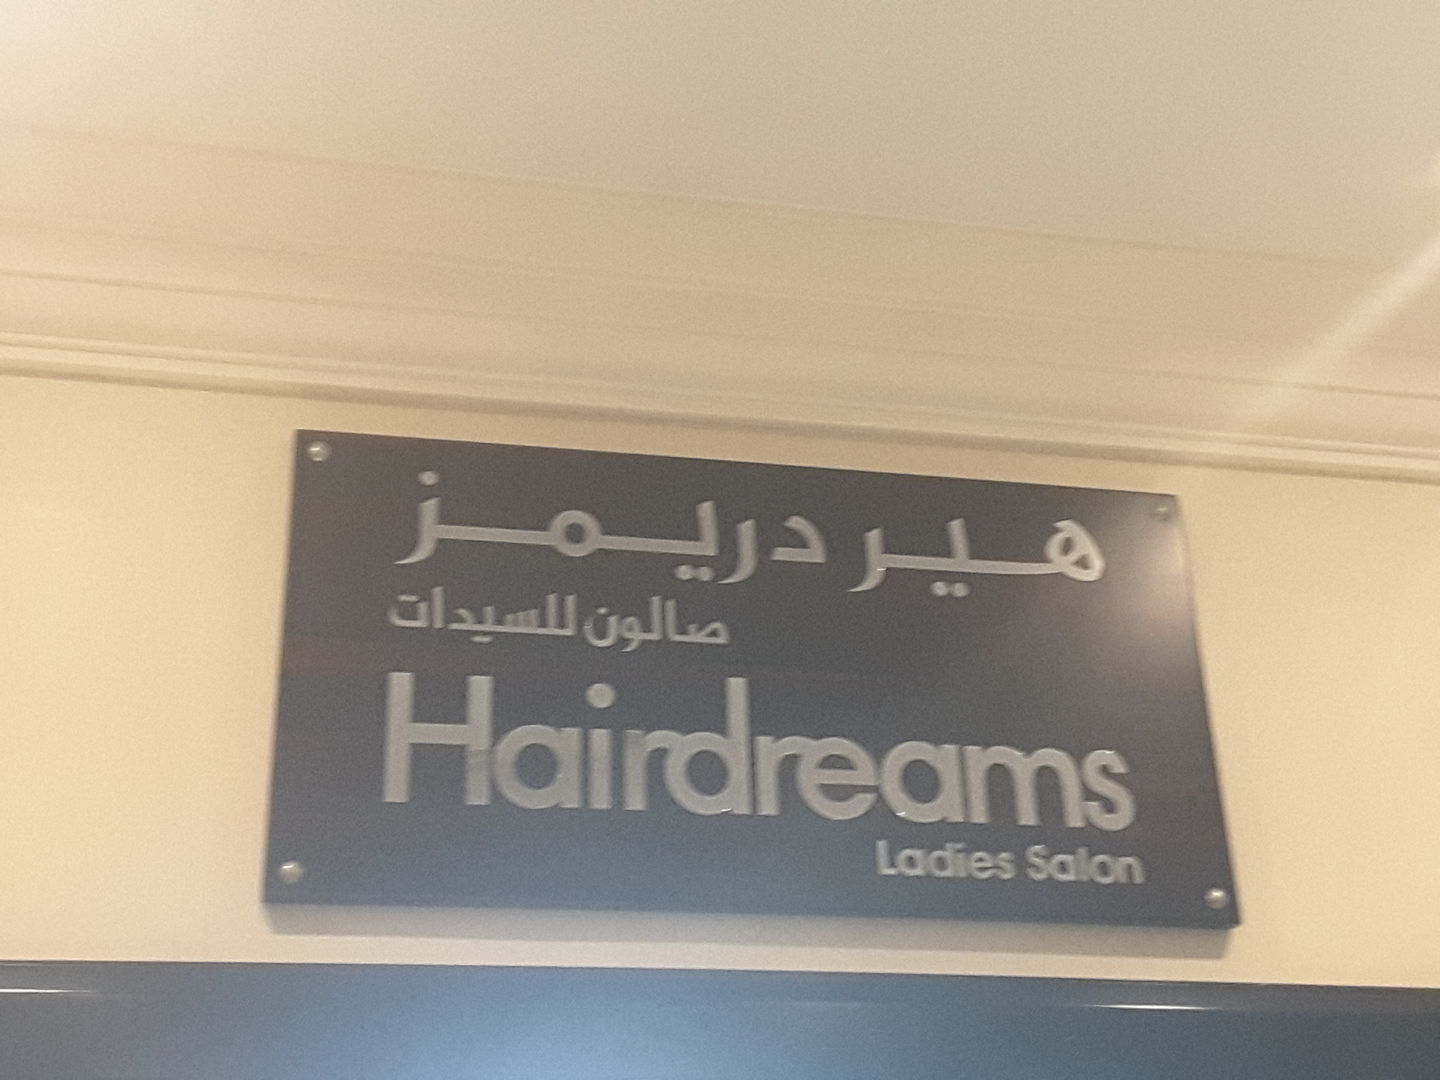 هير دريمز
صالون للسيدات
Hairdreams
Ladies Salon